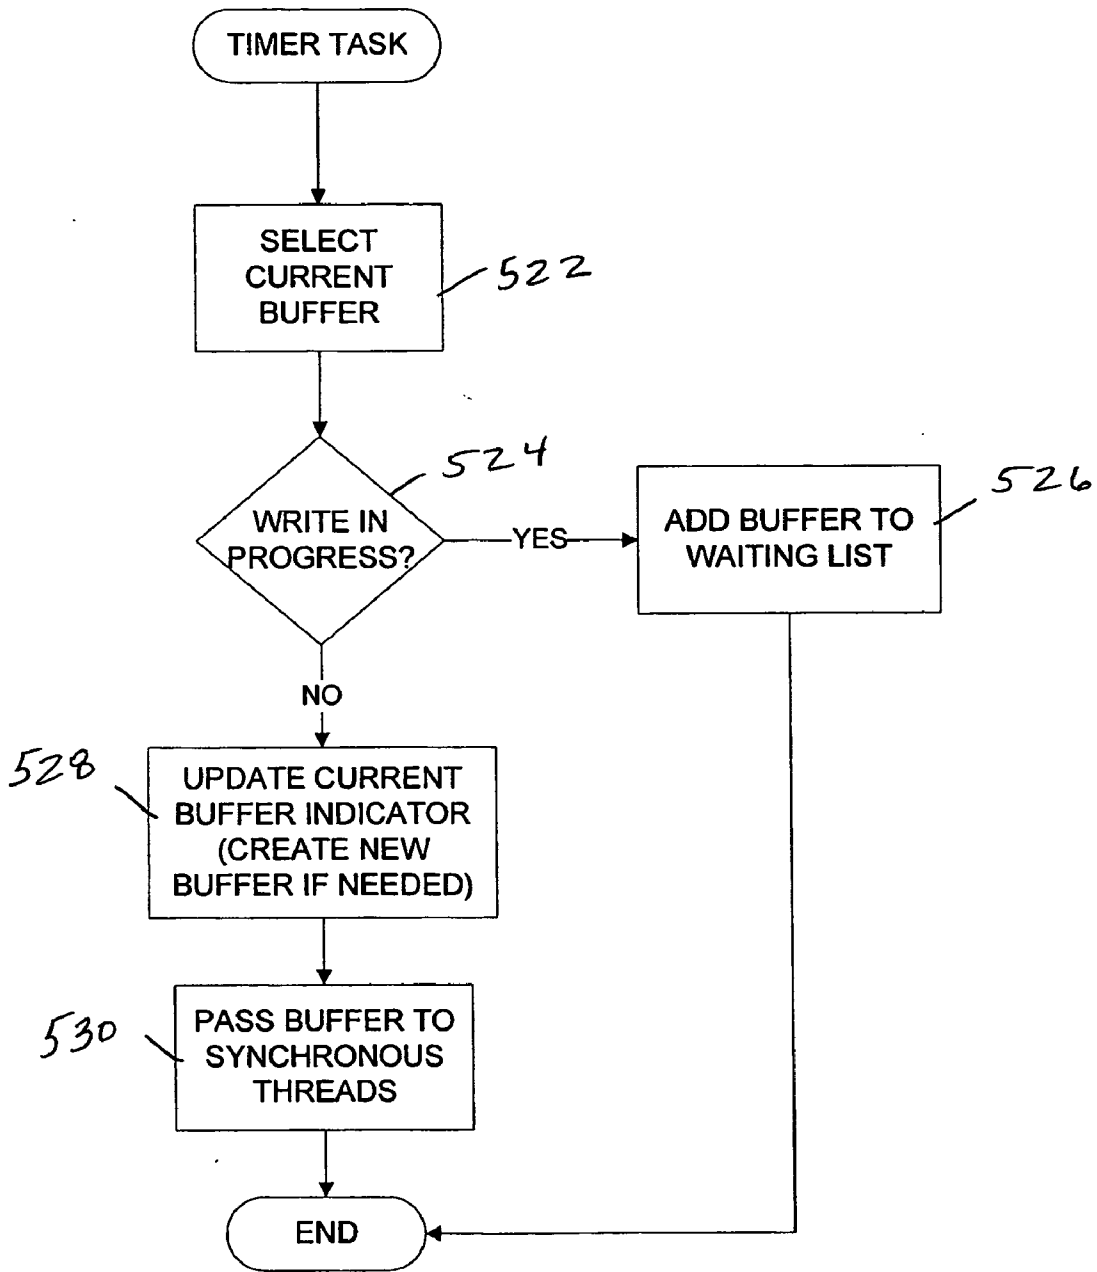 TIMER TASK
SELECT
CURRENT
BUFFER
522
WRITE IN
PROGRESS?
524
YES
ADD BUFFER TO
WAITING LIST
526
NO
528
UPDATE CURRENT
BUFFER INDICATOR
(CREATE NEW
BUFFER IF NEEDED)
530
PASS BUFFER TO
SYNCHRONOUS
THREADS
END